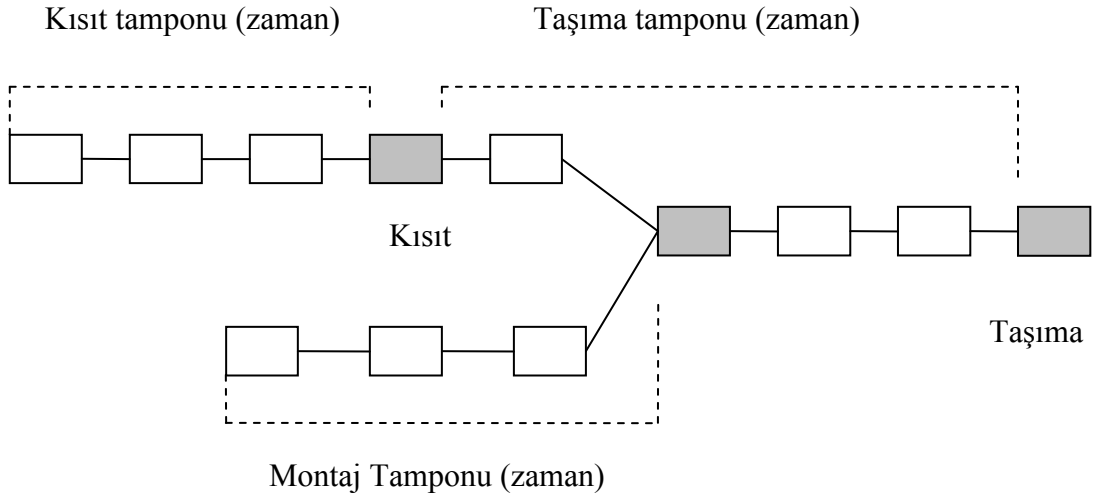 Kısıt tamponu (zaman)
Taşıma tamponu (zaman)
Kısıt
Taşıma
Montaj Tamponu (zaman)